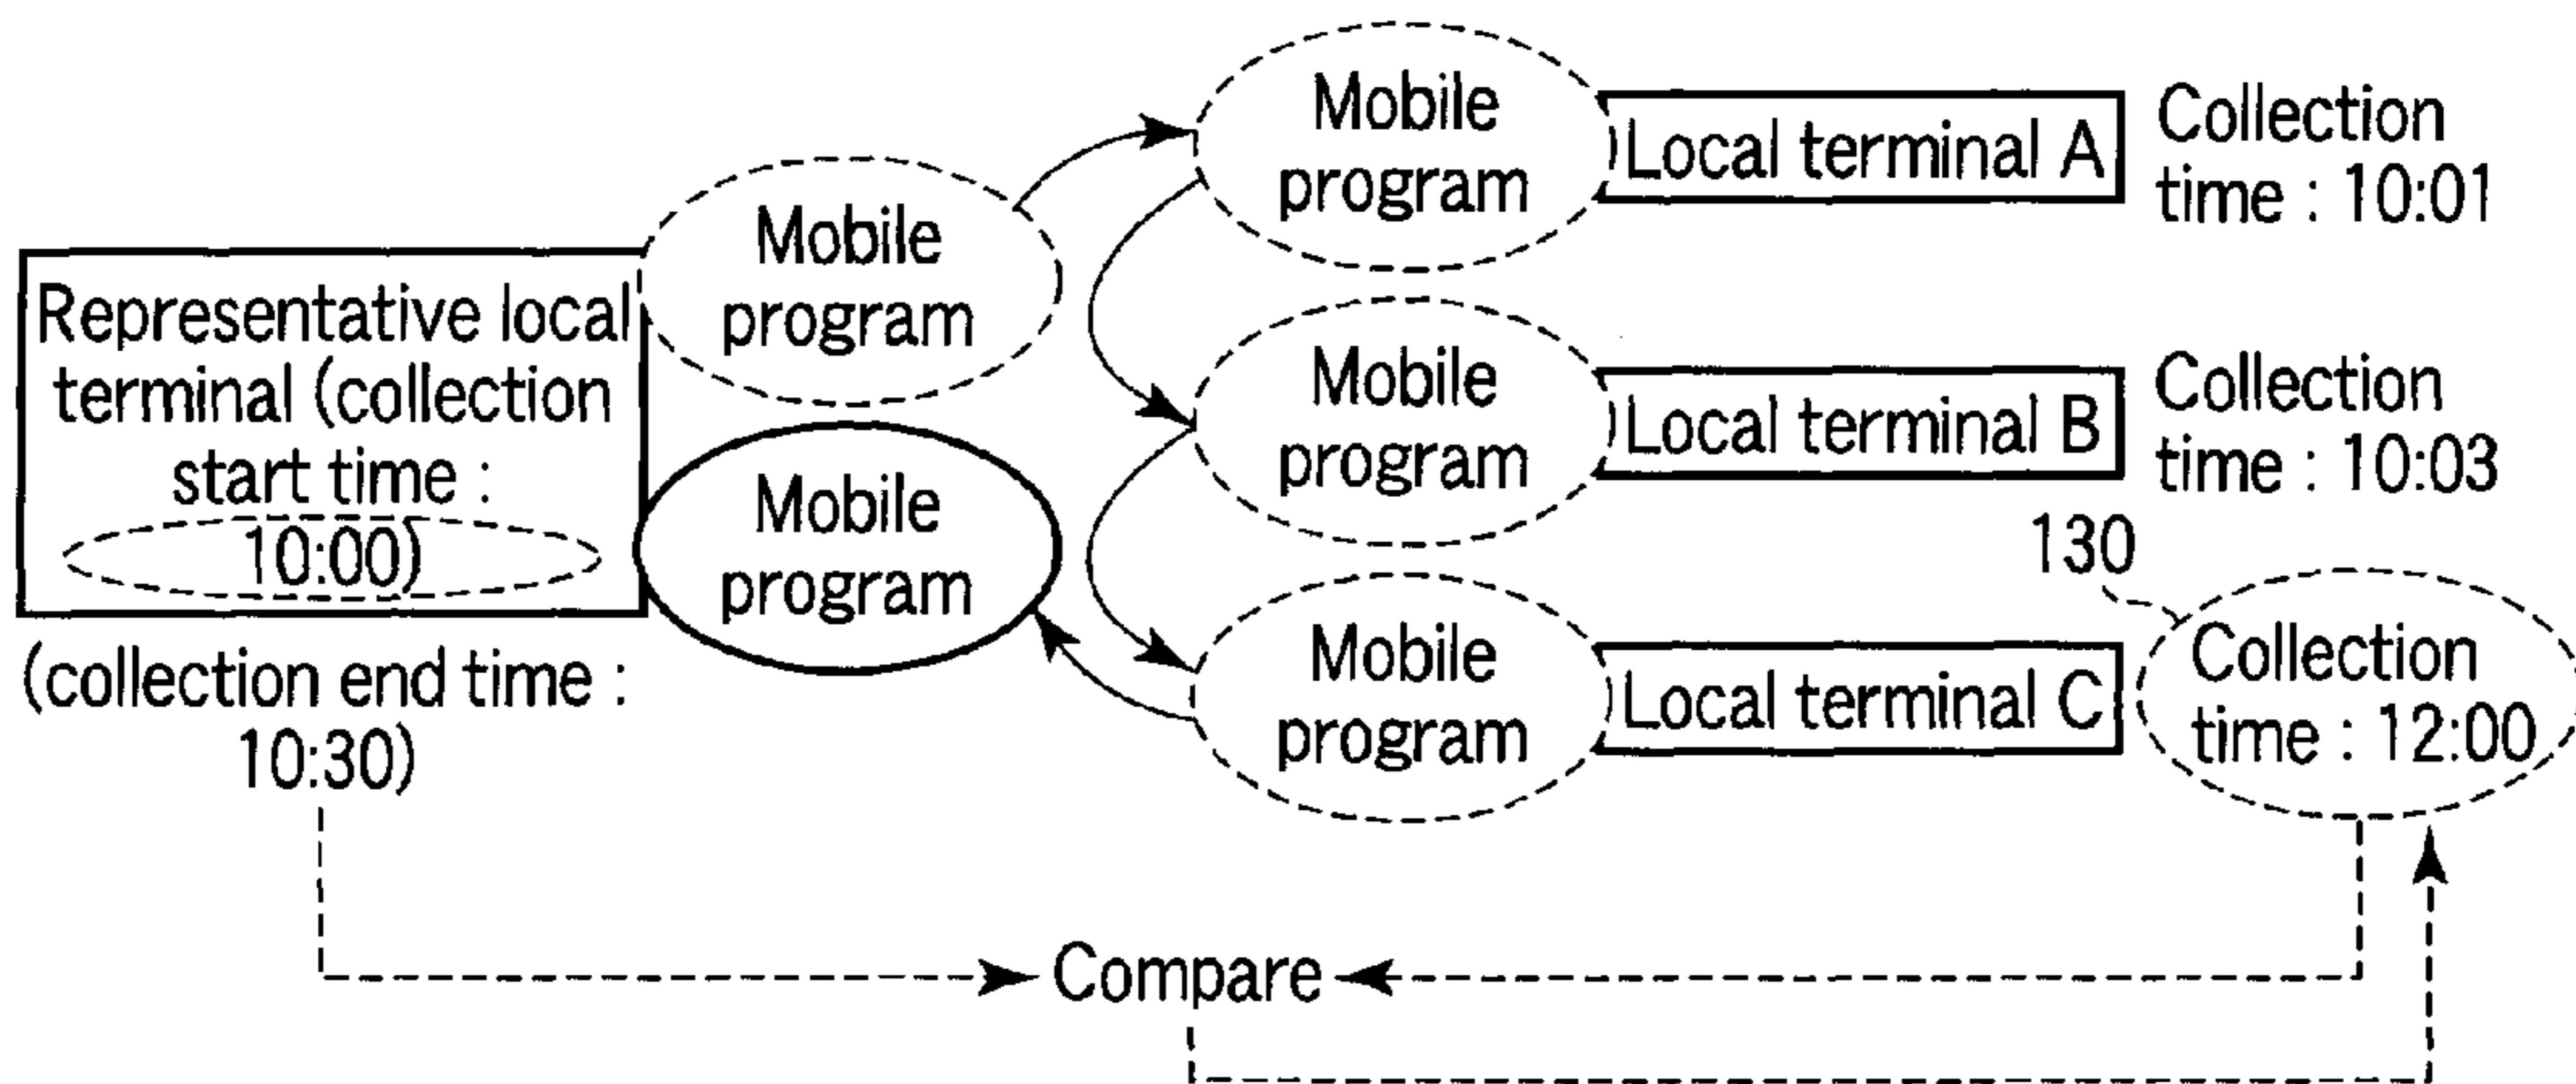 Representative local
terminal (collection
start time :
10:00)
(collection end time :
10:30)
Mobile
program
Mobile
program
Mobile
program
Local terminal A
Collection
time : 10:01
Mobile
program
Local terminal B
Collection
time : 10:03
130
Mobile
program
Local terminal C
Collection
time : 12:00
Compare